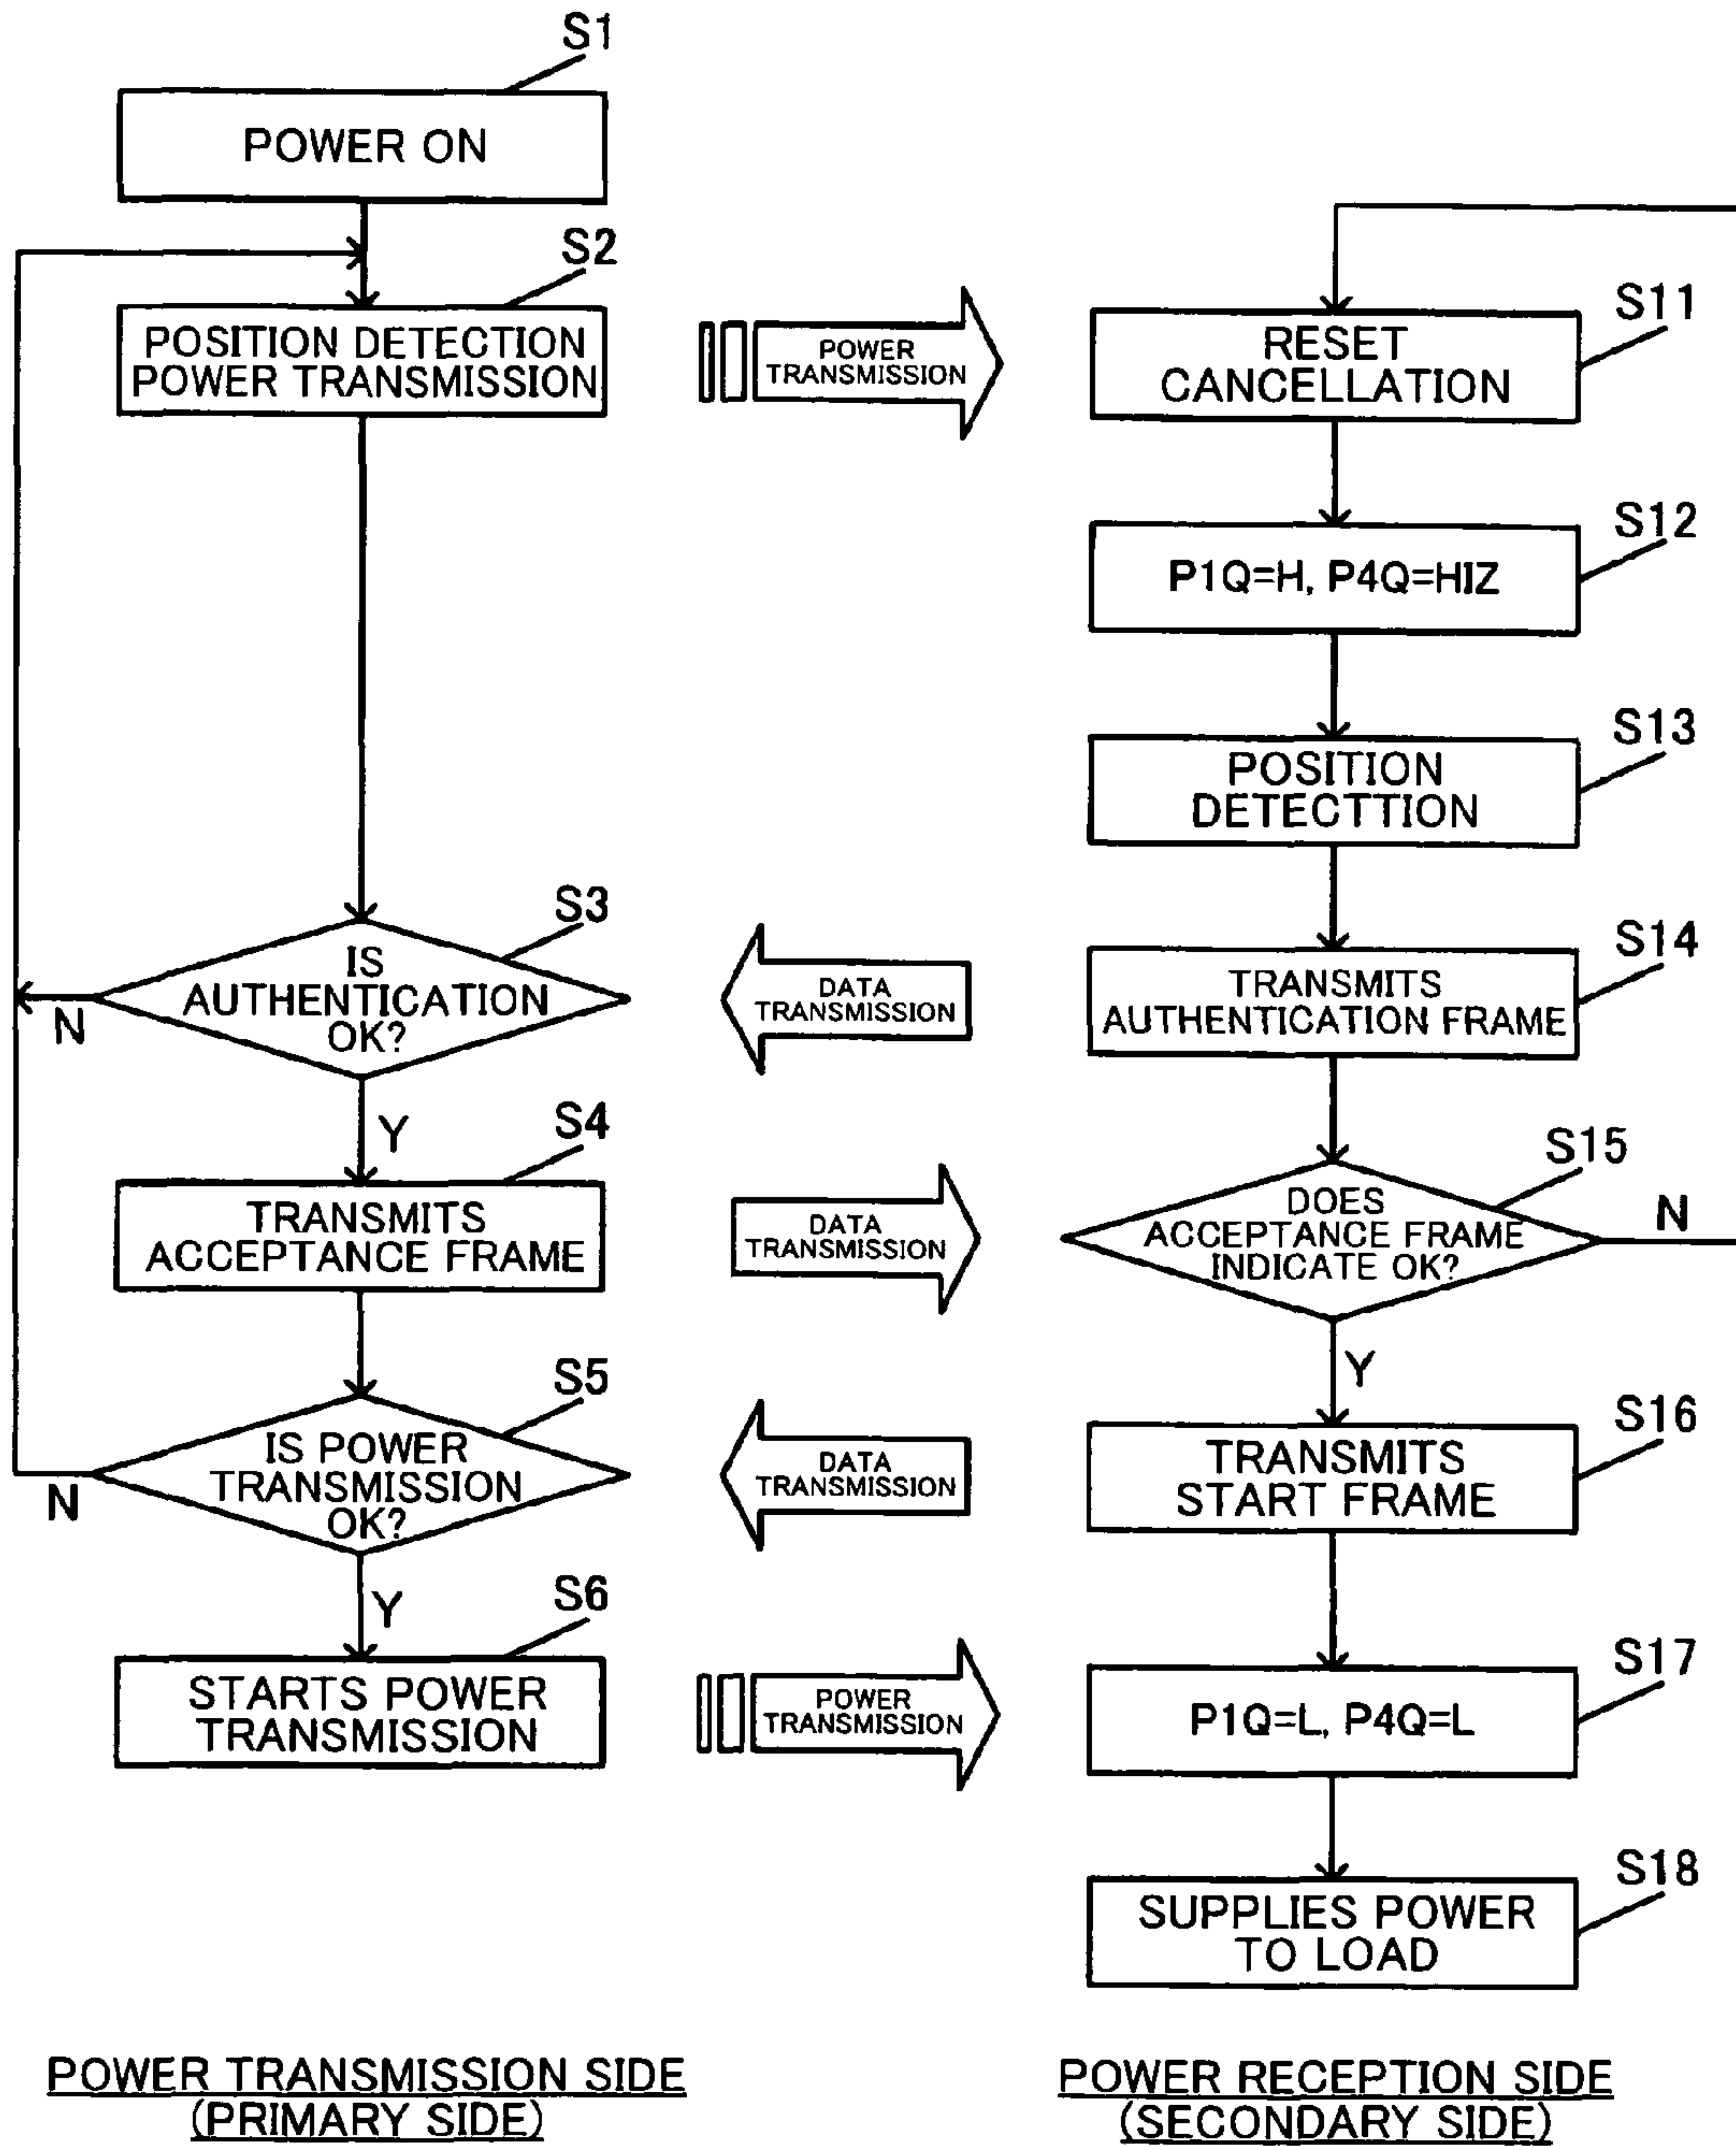 S1
POWER ON
S2
POSITION DETECTION
POWER TRANSMISSION
POWER
TRANSMISSION
S11
RESET
CANCELLATION
S12
P1Q=H, P4Q=HIZ
S13
POSITION
DETECTTION
S3
IS
AUTHENTICATION
OK?
N
Y
DATA
TRANSMISSION
S14
TRANSMITS
AUTHENTICATION FRAME
S4
TRANSMITS
ACCEPTANCE FRAME
DATA
TRANSMISSION
S15
DOES
ACCEPTANCE FRAME
INDICATE OK?
N
Y
S5
IS POWER
TRANSMISSION
OK?
N
Y
DATA
TRANSMISSION
S16
TRANSMITS
START FRAME
S6
STARTS POWER
TRANSMISSION
POWER
TRANSMISSION
S17
P1Q=L, P4Q=L
S18
SUPPLIES POWER
TO LOAD
POWER TRANSMISSION SIDE
(PRIMARY SIDE)
POWER RECEPTION SIDE
(SECONDARY SIDE)